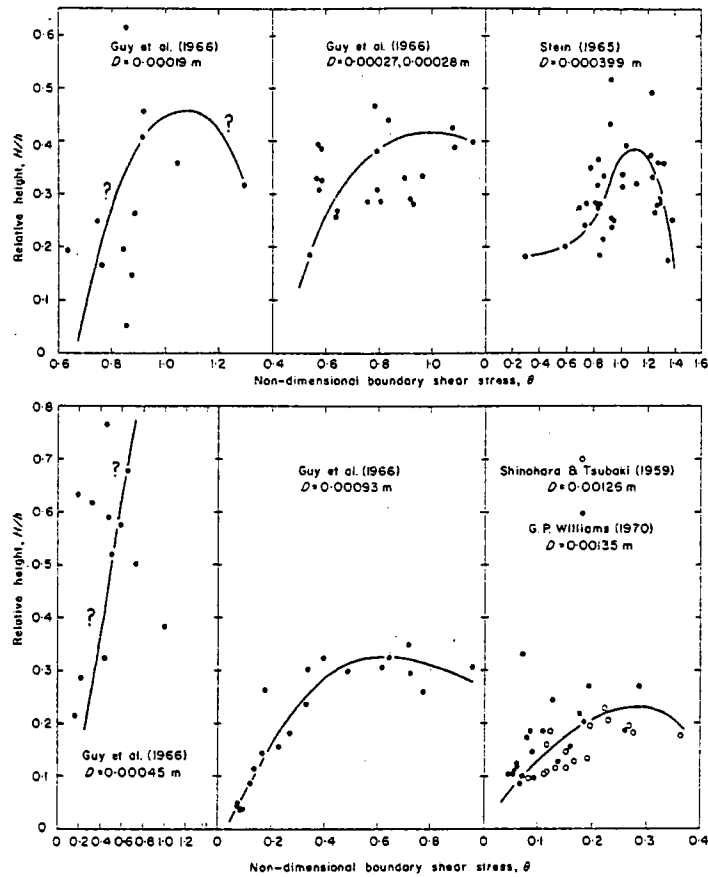 0·6
0·5
0·4
0·3
0·2
0·1
0
Relative height, H/h
Guy et al. (1966)
D=0·00019 m
?
?
Guy et al. (1966)
D=0·00027, 0·00028 m
Stein (1965)
D=0·000399 m
0·6 0·8 1·0 1·2
0·6 0·8 1·0
0·2 0·4 0·6 0·8 1·0 1·2 1·4 1·6
Non-dimensional boundary shear stress, θ
0·8
0·7
0·6
0·5
0·4
0·3
0·2
0·1
0
Relative height, H/h
?
?
Guy et al. (1966)
D=0·00045 m
Guy et al. (1966)
D=0·00093 m
Shinohara & Tsubaki (1959)
D=0·00126 m
G.P. Williams (1970)
D=0·00135 m
0·2 0·4 0·6 0·8 1·0 1·2
0 0·2 0·4 0·6 0·8
0 0·1 0·2 0·3 0·4
Non-dimensional boundary shear stress, θ